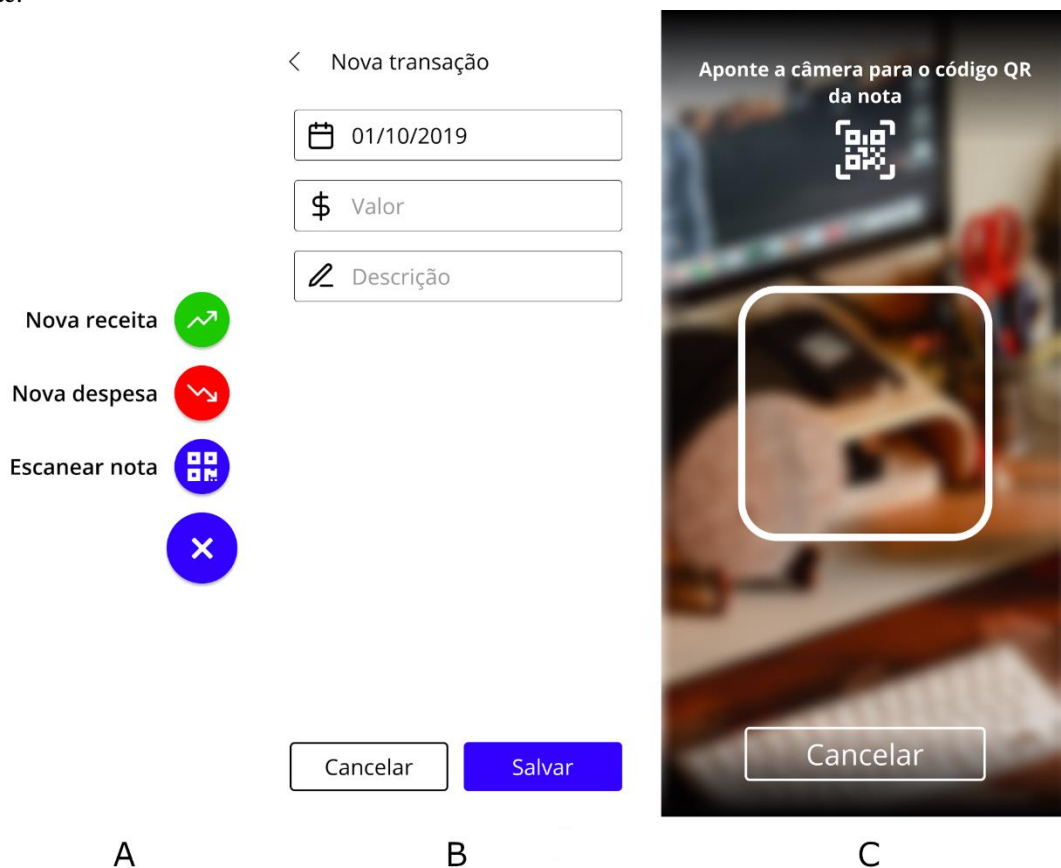 Nova receita
Nova despesa
Escanear nota
A
Nova transação
01/10/2019
$ Valor
Descrição
Cancelar
Salvar
B
Aponte a câmera para o código QR
da nota
Cancelar
C